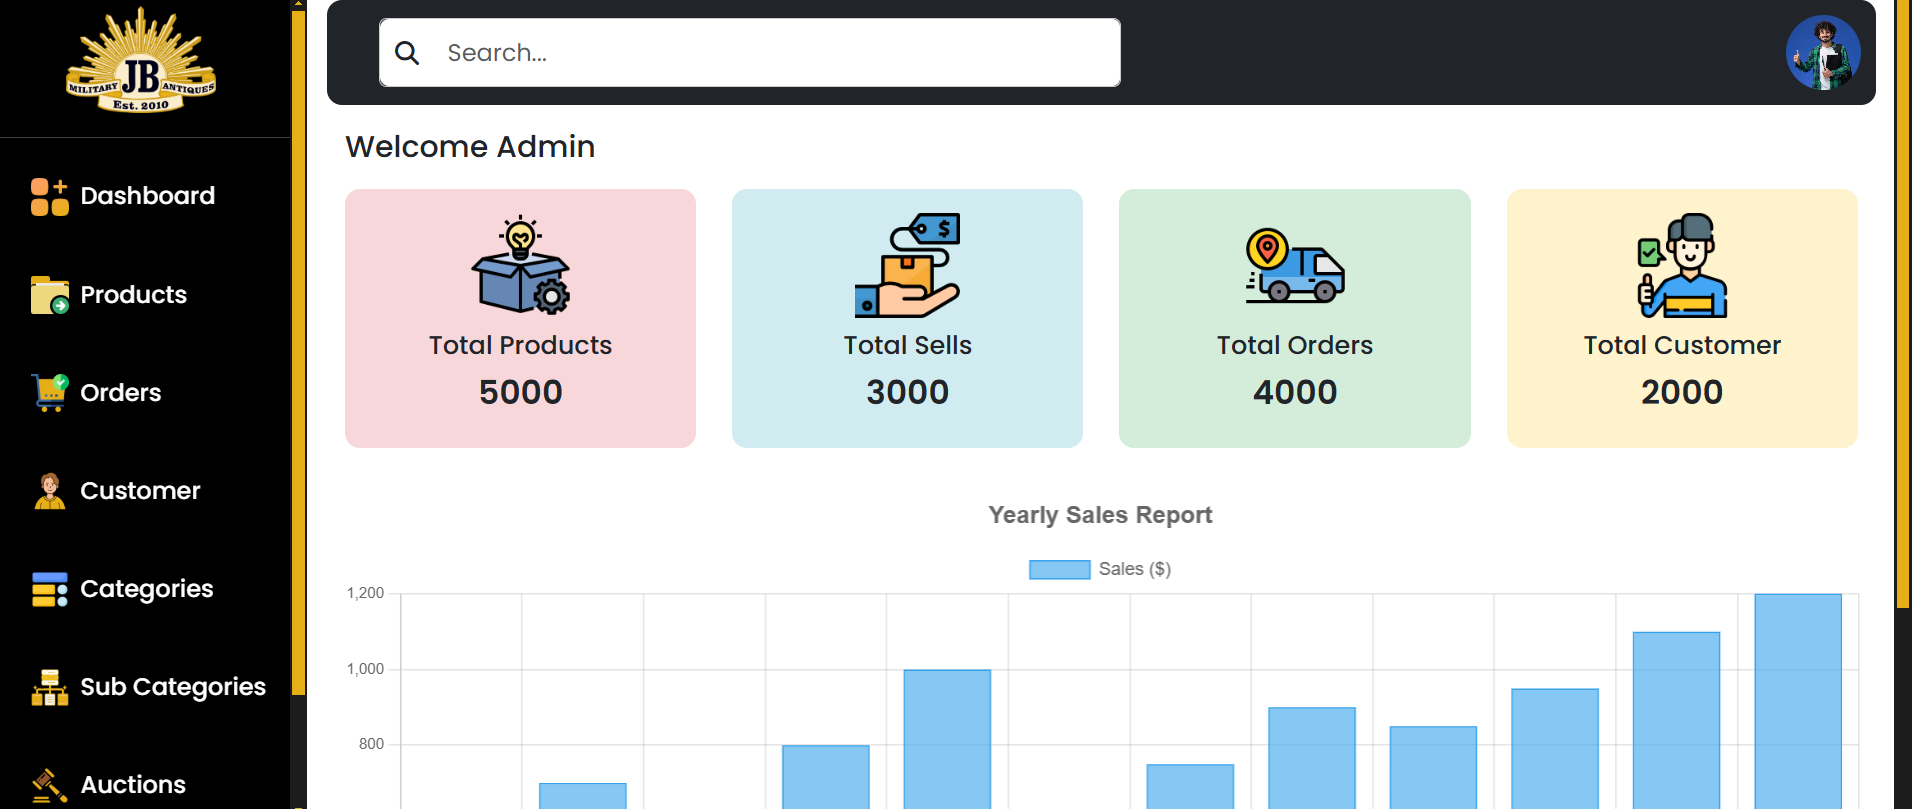 JB
MILITARY ANTIQUES
Est. 2010
Dashboard
Products
Orders
Customer
Categories
Sub Categories
Auctions
Search...
Welcome Admin
Total Products
5000
Total Sells
3000
Total Orders
4000
Total Customer
2000
Yearly Sales Report
Sales ($)
1,200
1,000
800